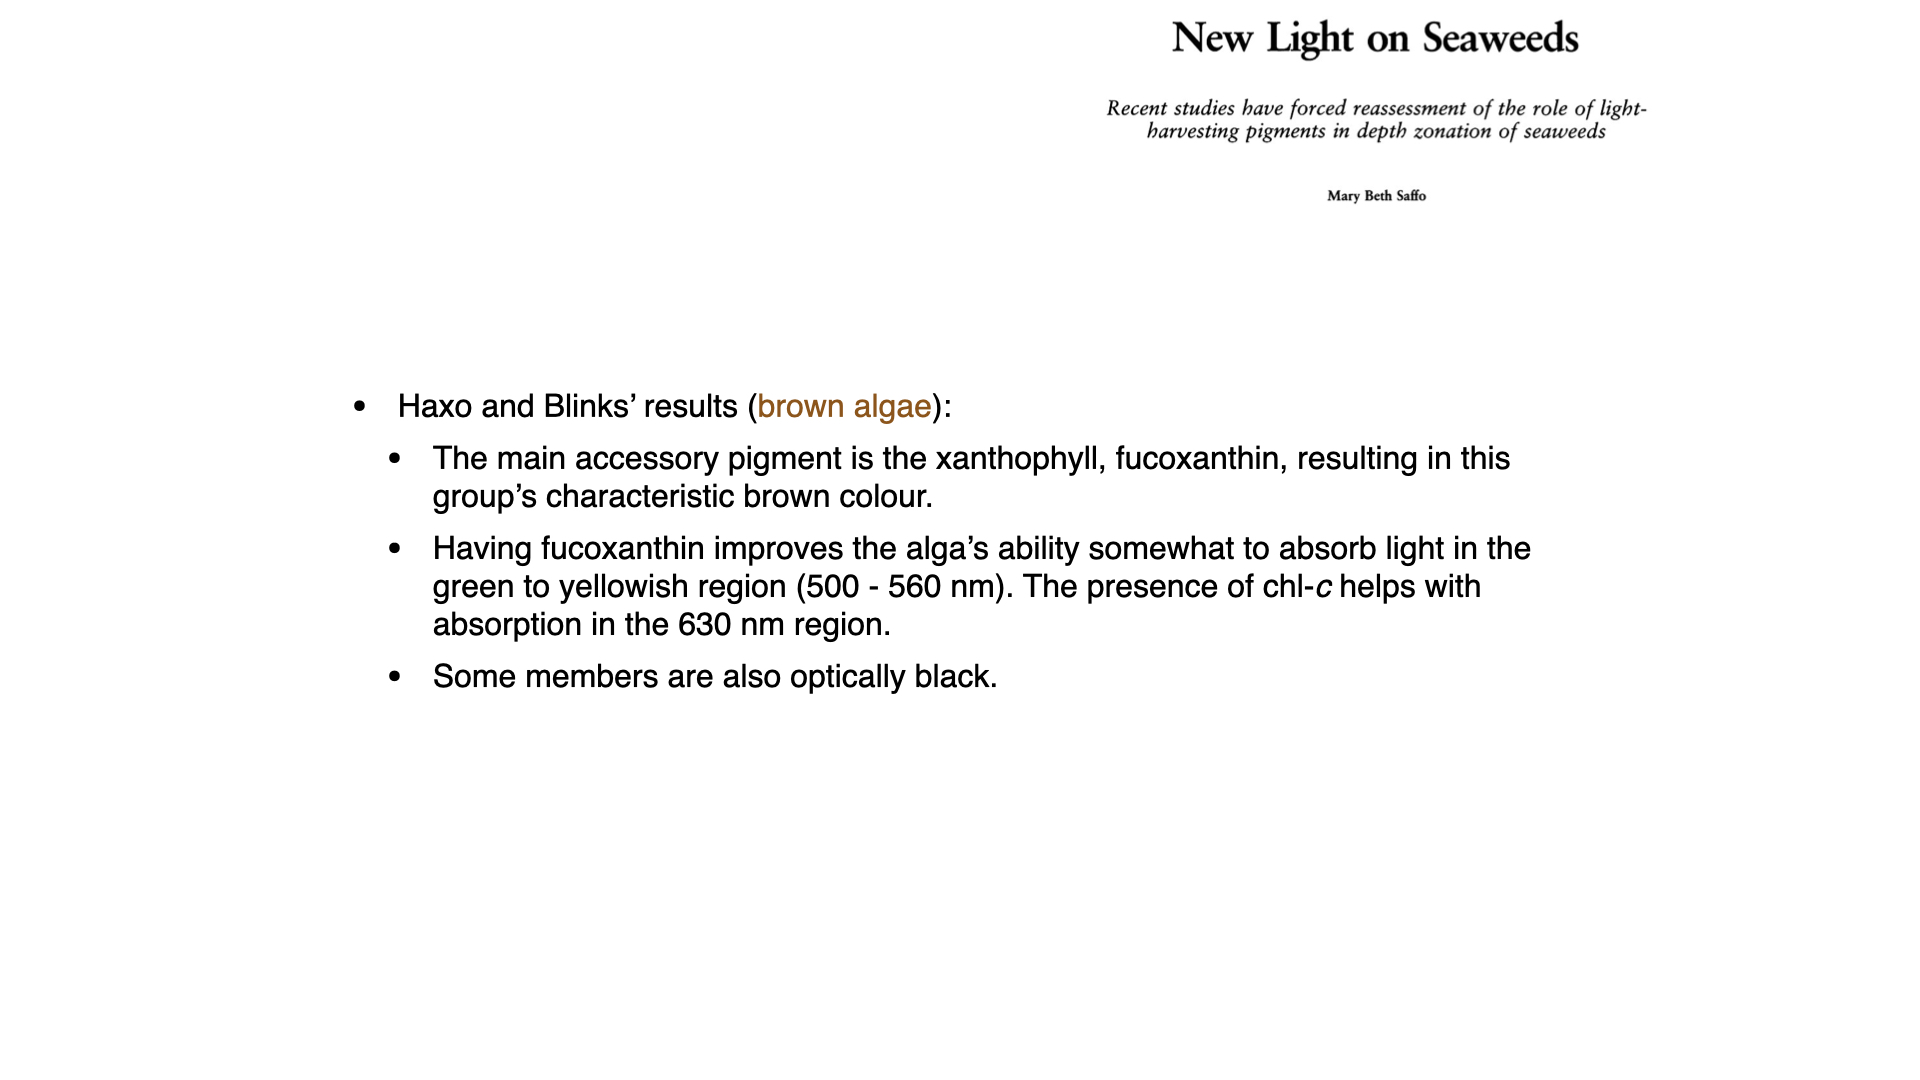 New Light on Seaweeds
Recent studies have forced reassessment of the role of light-
harvesting pigments in depth zonation of seaweeds
Mary Beth Saffo
• Haxo and Blinks’ results (brown algae):
• The main accessory pigment is the xanthophyll, fucoxanthin, resulting in this
group’s characteristic brown colour.
• Having fucoxanthin improves the alga’s ability somewhat to absorb light in the
green to yellowish region (500 - 560 nm). The presence of chl-c helps with
absorption in the 630 nm region.
• Some members are also optically black.